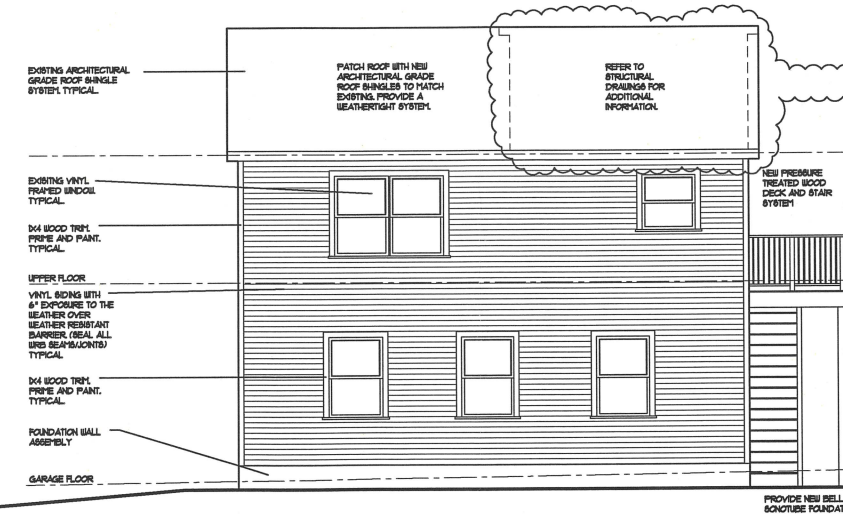 EXISTING ARCHITECTURAL
GRADE ROOF SHINGLE
SYSTEM, TYPICAL.
PATCH ROOF WITH NEW
ARCHITECTURAL GRADE
ROOF SHINGLES TO MATCH
EXISTING. PROVIDE A
WEATHERTIGHT SYSTEM.
REFER TO
STRUCTURAL
DRAWINGS FOR
ADDITIONAL
INFORMATION.
EXISITNG VINYL
FRAMED WINDOW.
TYPICAL.
NEW PRESSURE
TREATED WOOD
DECK AND STAIR
SYSTEM
1X4 WOOD TRIM.
PRIME AND PAINT.
TYPICAL.
UPPER FLOOR
VINYL SIDING WITH
6" EXPOSURE TO THE
WEATHER OVER
WEATHER RESISTANT
BARRIER. (SEAL ALL
WRB SEAMS/JOINTS)
TYPICAL
1X4 WOOD TRIM.
PRIME AND PAINT.
TYPICAL.
FOUNDATION WALL
ASSEMBLY
GARAGE FLOOR
PROVIDE NEW BELL
SONOTUBE FOUNDAT